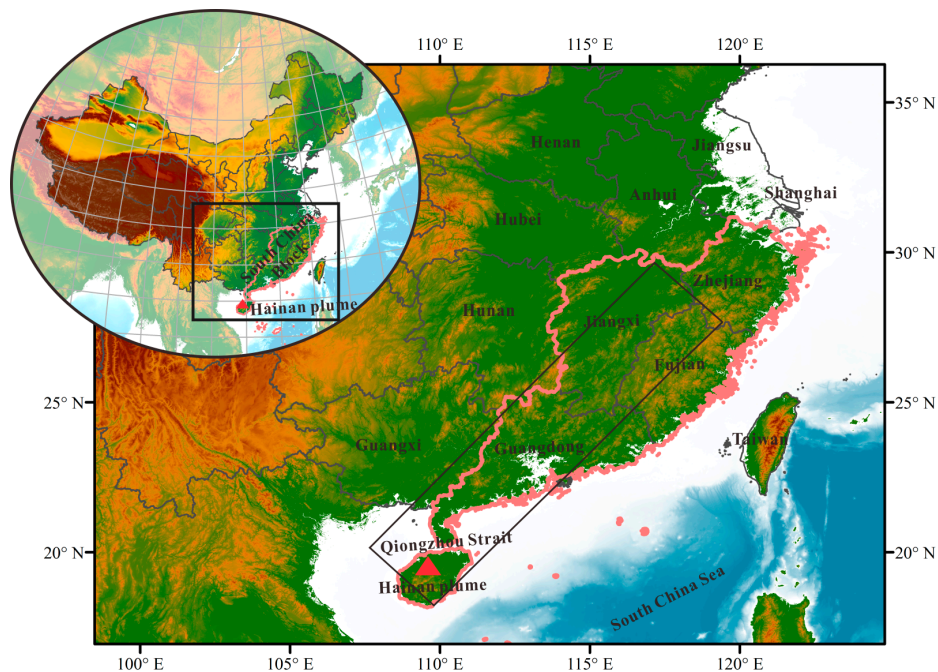 110° E 115° E 120° E
35° N
Henan
Jiangsu
Anhui
Shanghai
Hubei
South China
Block
30° N
Zhejiang
Hainan plume
Hunan
Jiangxi
Fujian
25° N
Guangxi
Guangdong
Taiwan
Qiongzhou Strait
20° N 20° N
Hainan plume
South China Sea
100° E 105° E 110° E 115° E 120° E